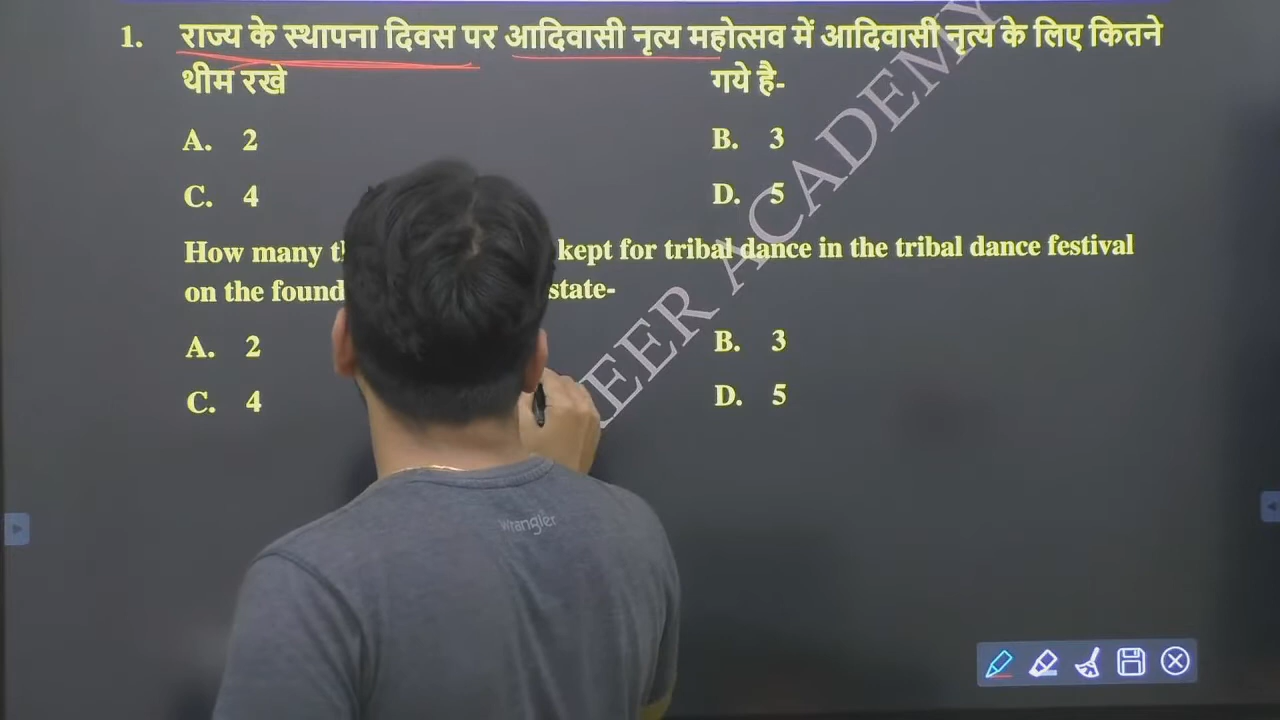 1. राज्य के स्थापना दिवस पर आदिवासी नृत्य महोत्सव में आदिवासी नृत्य के लिए कितने
थीम रखे गये है-
A. 2 B. 3
C. 4 D. 5
How many kept for tribal dance in the tribal dance festival
on the state-
A. 2 B. 3
C. 4 D. 5
EER ACADEMY
Wrangler